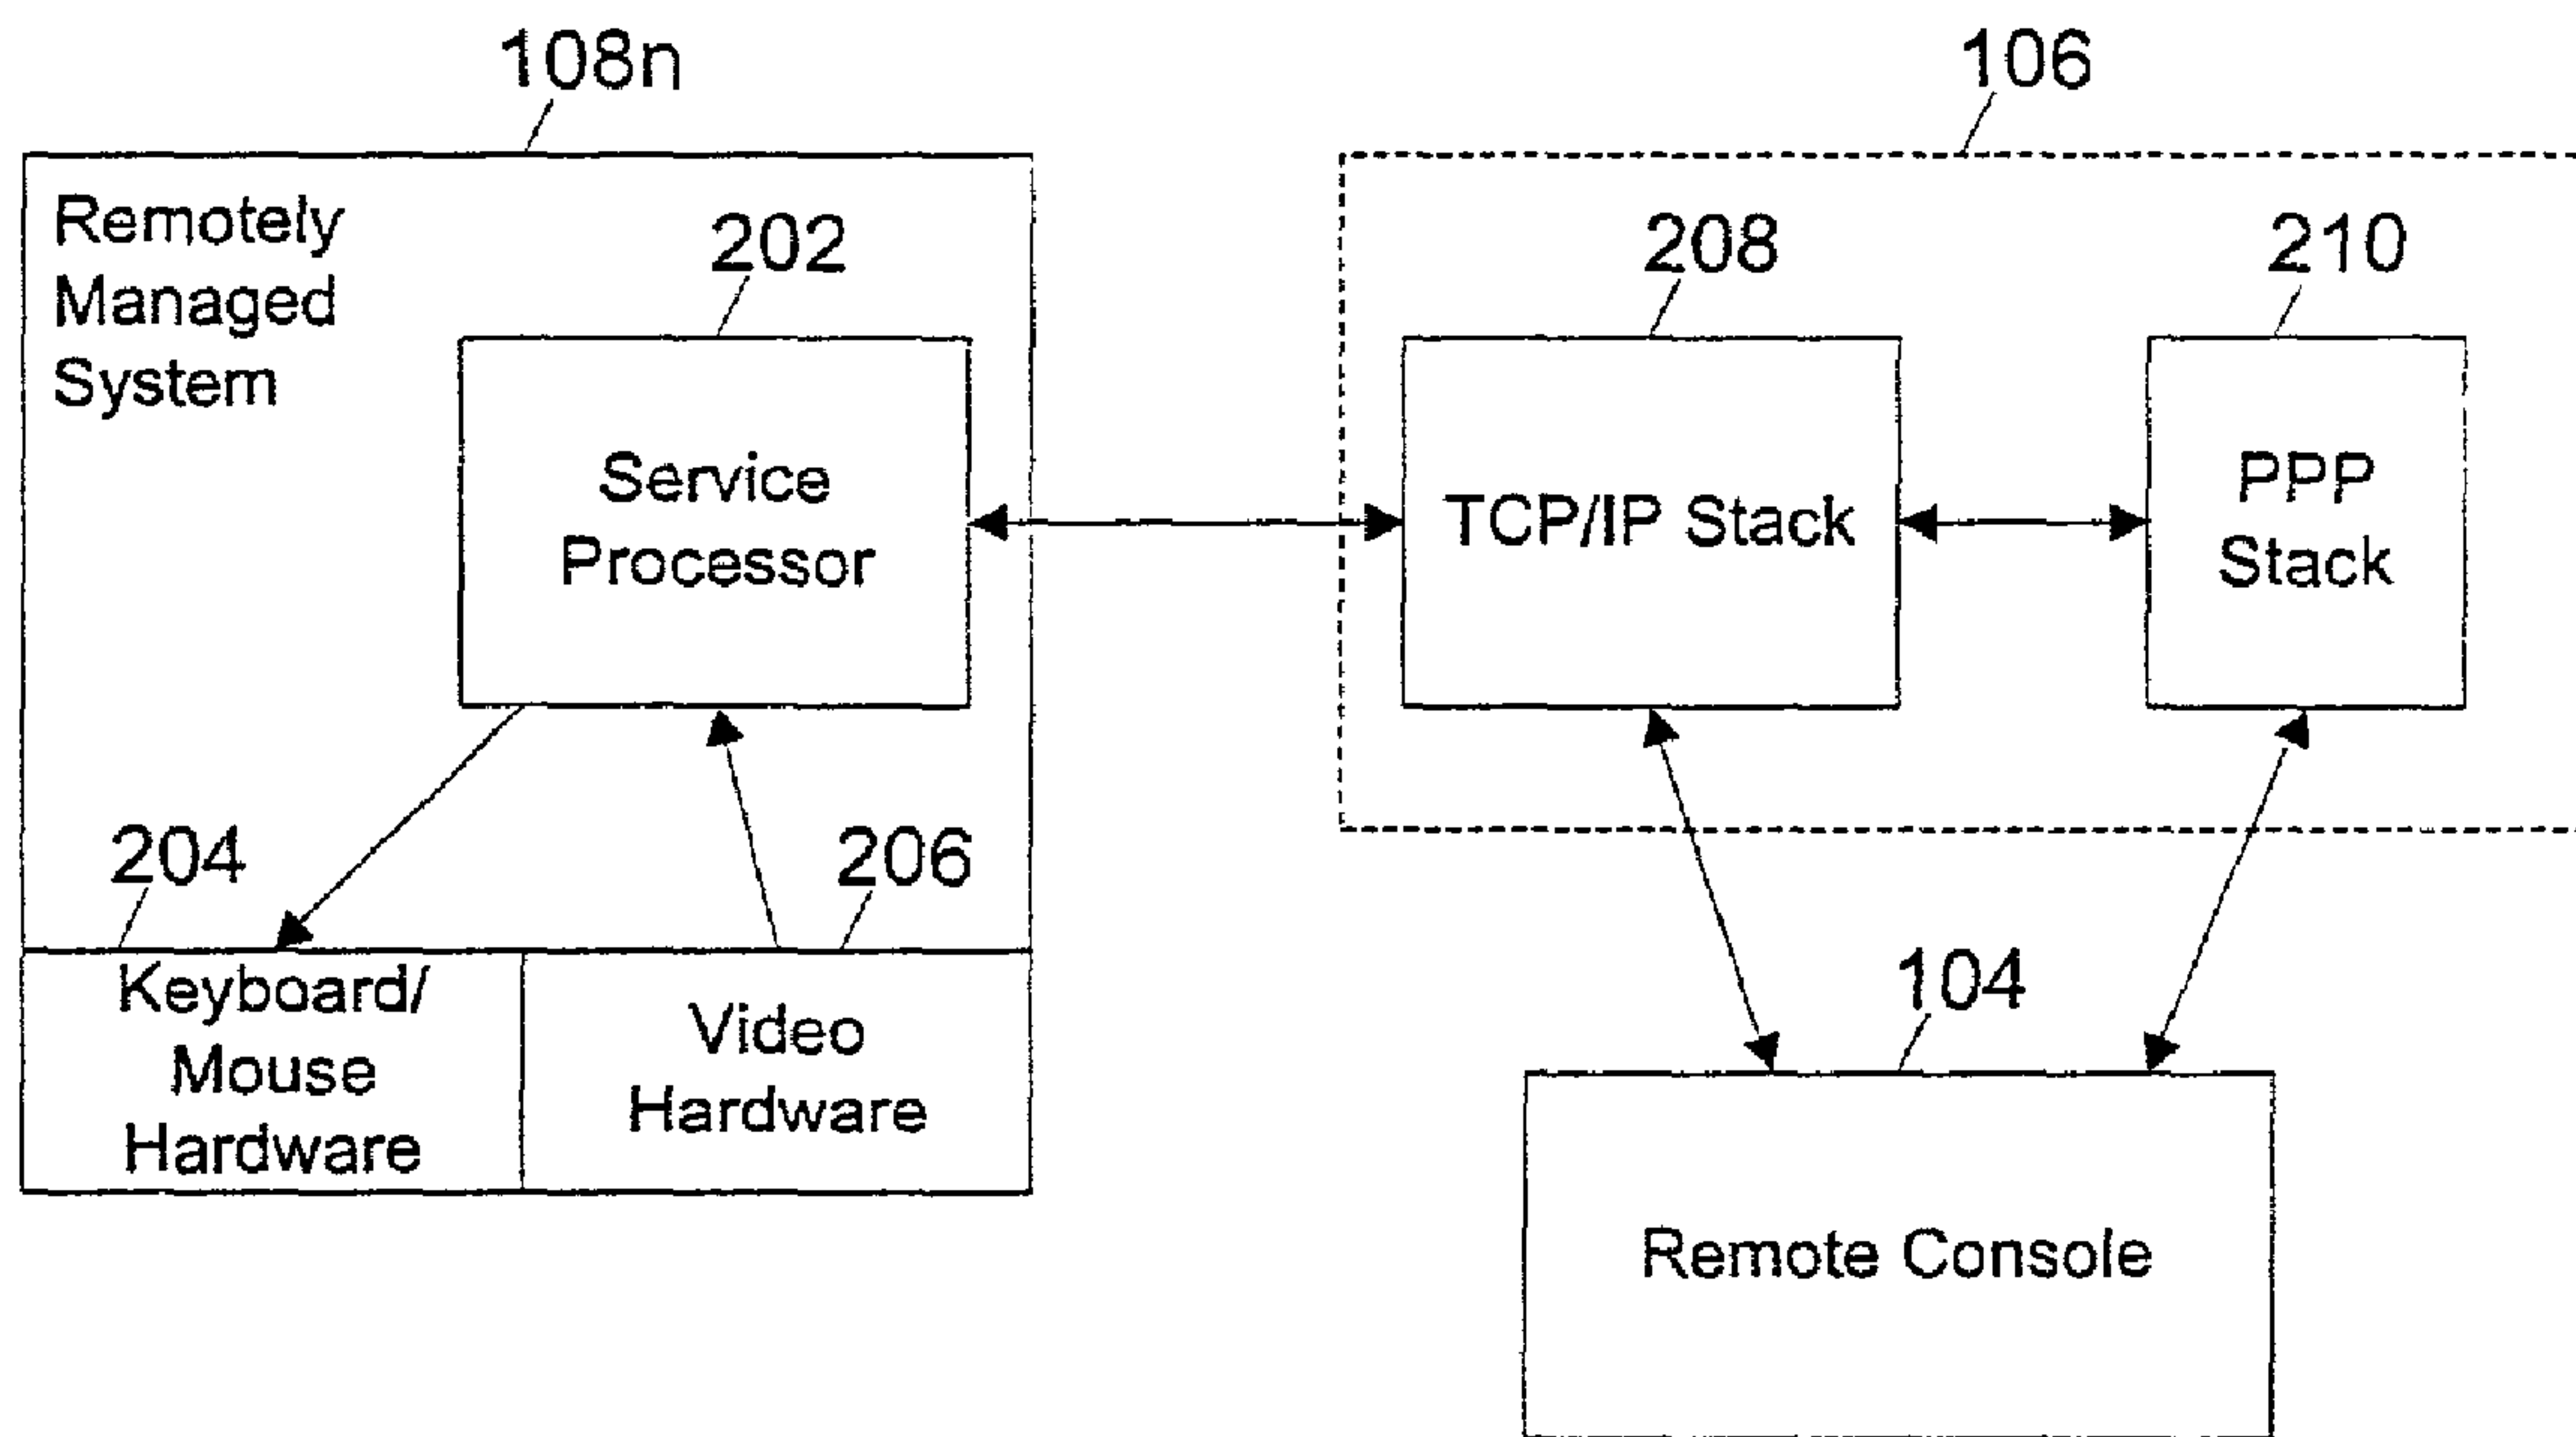 108n
106
Remotely
Managed
System
202
208
210
Service
Processor
TCP/IP Stack
PPP
Stack
204
206
104
Keyboard/
Mouse
Hardware
Video
Hardware
Remote Console